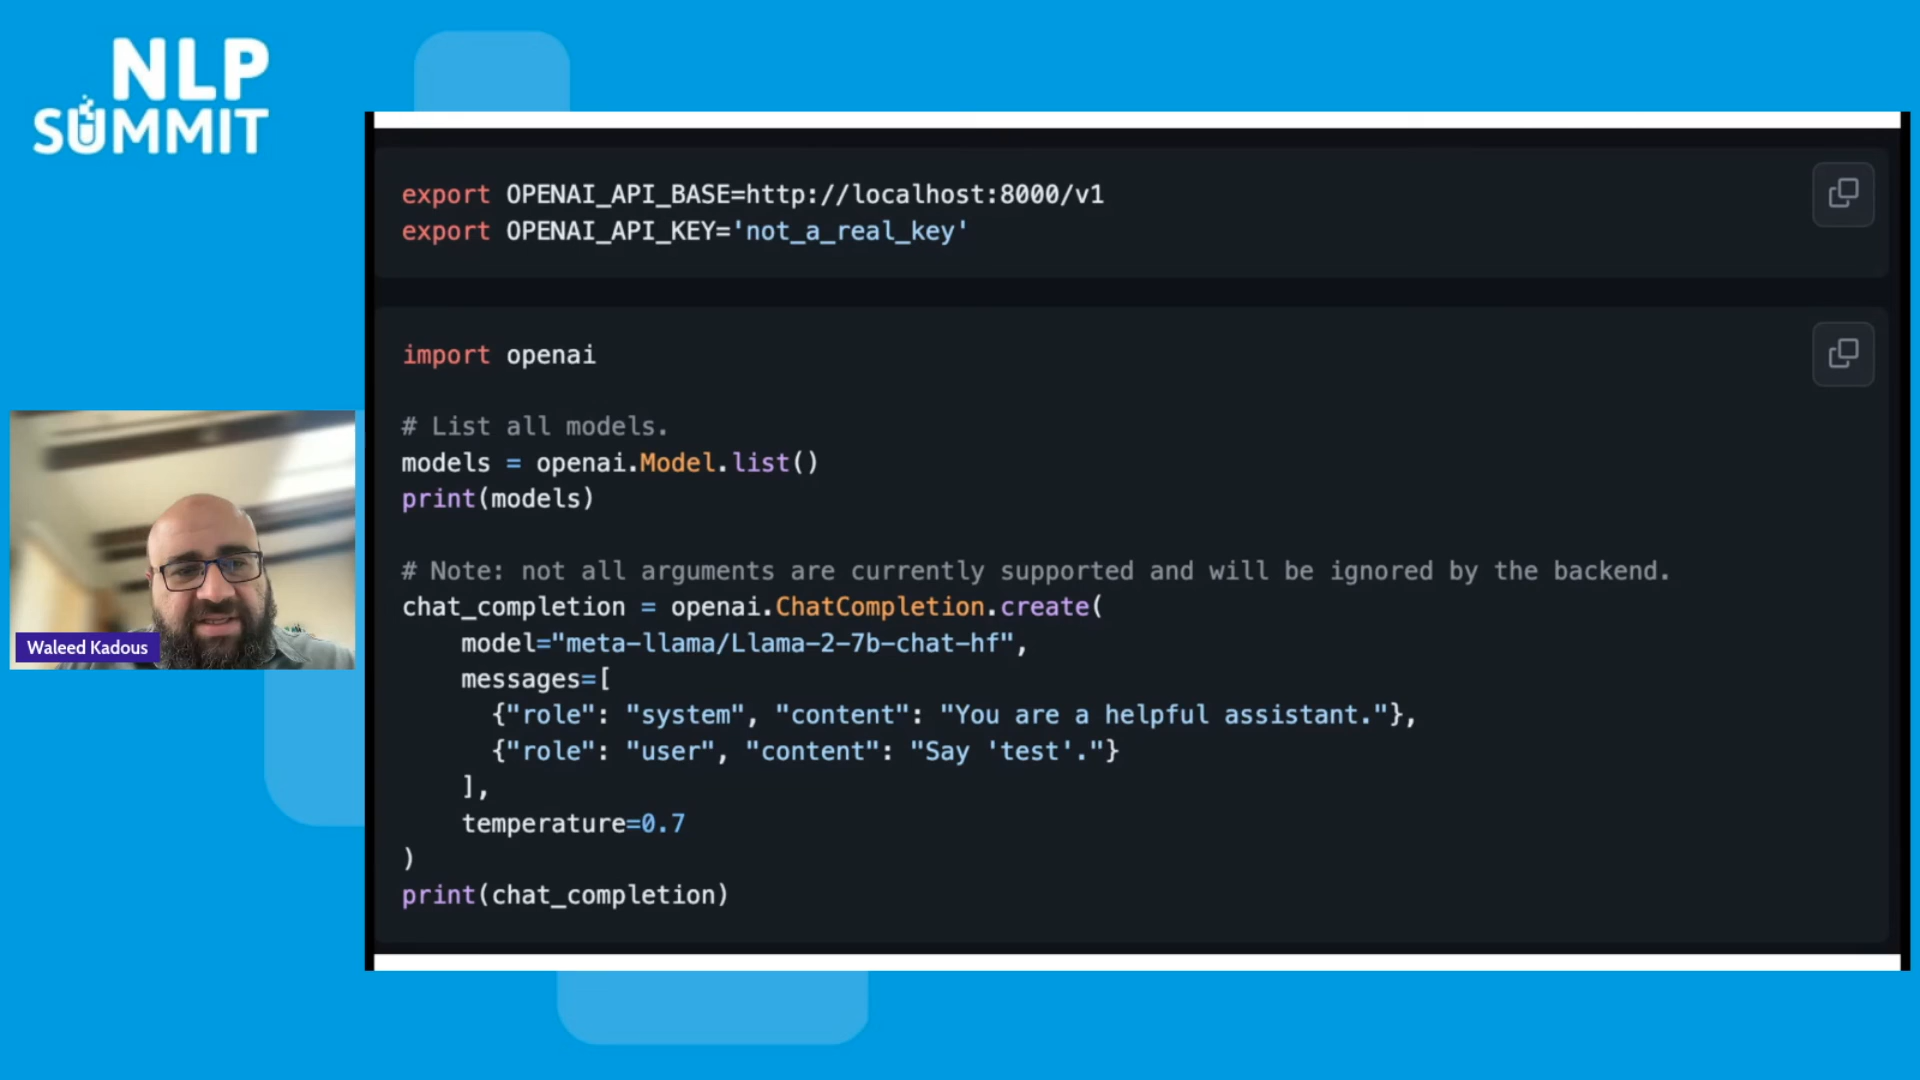 NLP
SUMMIT
export OPENAI_API_BASE=http://localhost:8000/v1
export OPENAI_API_KEY='not_a_real_key'
import openai
# List all models.
models = openai.Model.list()
print(models)
# Note: not all arguments are currently supported and will be ignored by the backend.
chat_completion = openai.ChatCompletion.create(
    model="meta-llama/Llama-2-7b-chat-hf",
    messages=[
      {"role": "system", "content": "You are a helpful assistant."},
      {"role": "user", "content": "Say 'test'."}
    ],
    temperature=0.7
)
print(chat_completion)
Waleed Kadous